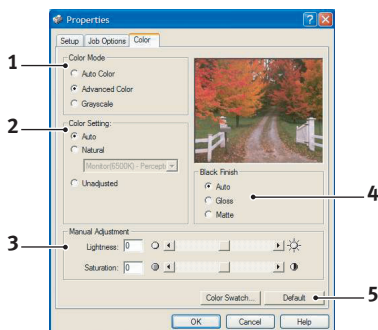 Properties
Setup Job Options Color
1
Color Mode
Auto Color
Advanced Color
Grayscale
2
Color Setting:
Auto
Natural
Monitor(6500K) - Percepti
Unadjusted
Black Finish
Auto
Gloss
Matte
4
3
Manual Adjustment
Lightness: 0
Saturation: 0
Color Swatch... Default
5
OK Cancel Help